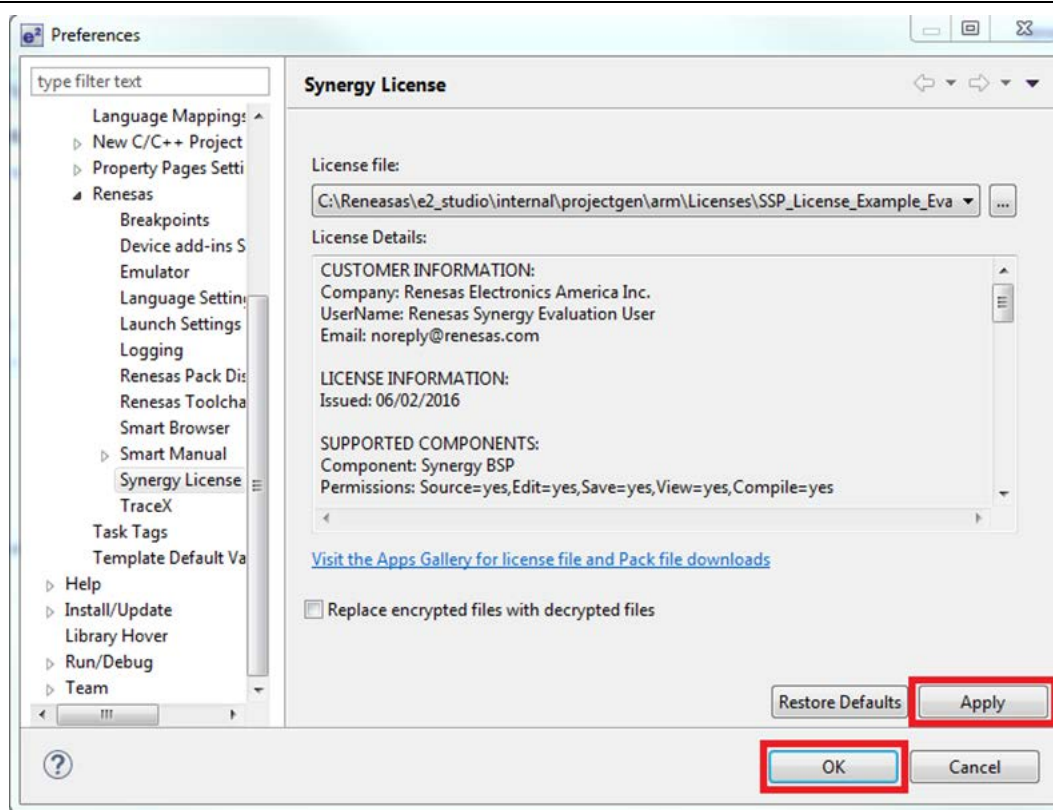 e² Preferences
type filter text
Language Mappings
New C/C++ Project
Property Pages Setti
Renesas
Breakpoints
Device add-ins S
Emulator
Language Setting
Launch Settings
Logging
Renesas Pack Dis
Renesas Toolcha
Smart Browser
Smart Manual
Synergy License
TraceX
Task Tags
Template Default Va
Help
Install/Update
Library Hover
Run/Debug
Team
Synergy License
License file:
C:\Reneasas\e2_studio\internal\projectgen\arm\Licenses\SSP_License_Example_Eva ...
License Details:
CUSTOMER INFORMATION:
Company: Renesas Electronics America Inc.
UserName: Renesas Synergy Evaluation User
Email: noreply@renesas.com
LICENSE INFORMATION:
Issued: 06/02/2016
SUPPORTED COMPONENTS:
Component: Synergy BSP
Permissions: Source=yes,Edit=yes,Save=yes,View=yes,Compile=yes
Visit the Apps Gallery for license file and Pack file downloads
Replace encrypted files with decrypted files
Restore Defaults Apply
? OK Cancel